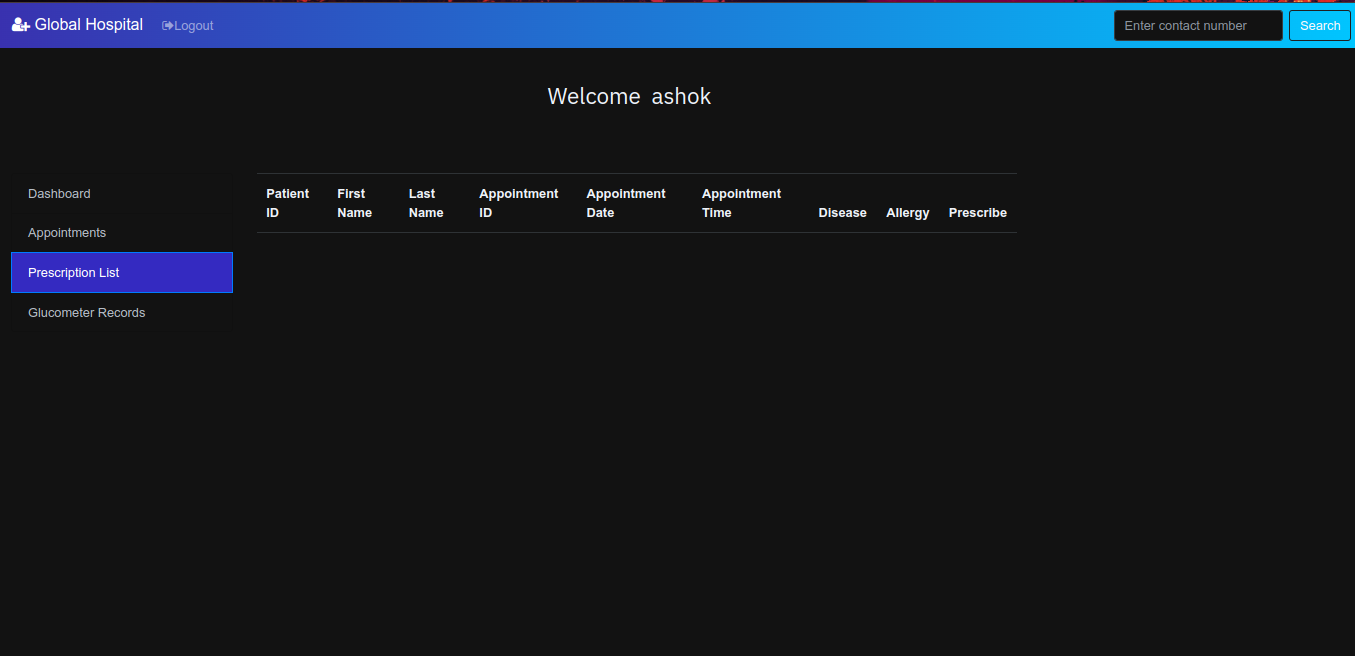 Global Hospital Logout Enter contact number Search
Welcome ashok
Dashboard
Appointments
Prescription List
Glucometer Records
Patient ID First Name Last Name Appointment ID Appointment Date Appointment Time Disease Allergy Prescribe